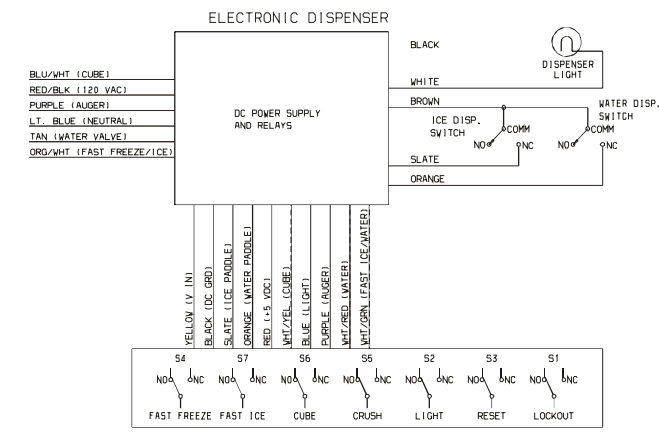 ELECTRONIC DISPENSER
BLACK
DISPENSER
LIGHT
WHITE
BLU/WHT (CUBE)
RED/BLK (120 VAC)
PURPLE (AUGER)
LT. BLUE (NEUTRAL)
TAN (WATER VALVE)
ORG/WHT (FAST FREEZE/ICE)
DC POWER SUPPLY
AND RELAYS
BROWN
ICE DISP.
SWITCH
WATER DISP.
SWITCH
COMM
NO
NC
COMM
NO
NC
SLATE
ORANGE
YELLOW (V IN)
BLACK (DC GRD)
SLATE (ICE PADDLE)
ORANGE (WATER PADDLE)
RED (+5 VDC)
WHT/YEL (CUBE)
BLUE (LIGHT)
PURPLE (AUGER)
WHT/RED (WATER)
WHT/GRN (FAST ICE/WATER)
S4 S7 S6 S5 S2 S3 S1
NO NC NO NC NO NC NO NC NO NC NO NC NO NC
FAST FREEZE FAST ICE CUBE CRUSH LIGHT RESET LOCKOUT